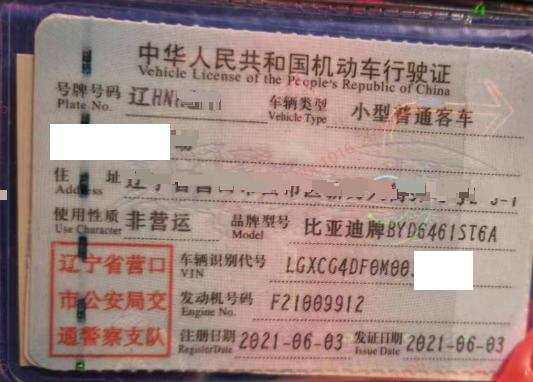 中华人民共和国机动车行驶证
Vehicle License of the People's Republic of China
号牌号码 辽HN 车辆类型 小型普通客车
Plate No. Vehicle Type
住 址
Address
使用性质 非营运 品牌型号 比亚迪牌BYD6461ST6A
Use Character Model
辽宁省营口 车辆识别代号 LGXCG4DF0M00
VIN
市公安局交 发动机号码 F21009912
Engine No.
通警察支队 注册日期 2021-06-03 发证日期 2021-06-03
Register Date Issue Date